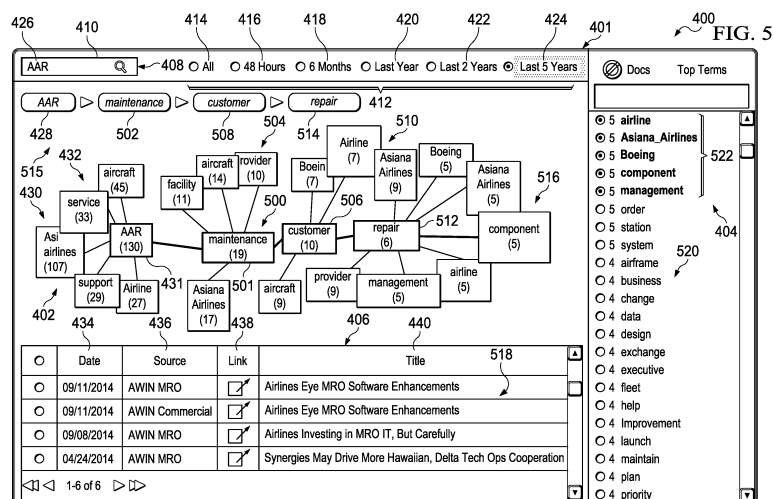 426 410 414 416 418 420 422 424 401 400 FIG. 5
AAR 408 All 48 Hours 6 Months Last Year Last 2 Years Last 5 Years
Docs Top Terms
AAR maintenance customer repair 412
428 502 508 514
515 432 504 510
430 516
aircraft (45)
service (33)
Asi airlines (107)
AAR (130)
support (29)
Airline (27)
431
402
facility (11)
aircraft (14)
rovider (10)
500
maintenance (19)
501
Asiana Airlines (17)
Boein (7)
Airline (7)
Asiana Airlines (9)
506
customer (10)
aircraft (9)
Boeing (5)
Asiana Airlines (5)
repair (6)
512
component (5)
provider (9)
management (5)
airline (5)
434 436 438 406 440
Date Source Link Title
518
09/11/2014 AWIN MRO Airlines Eye MRO Software Enhancements
09/11/2014 AWIN Commercial Airlines Eye MRO Software Enhancements
09/08/2014 AWIN MRO Airlines Investing in MRO IT, But Carefully
04/24/2014 AWIN MRO Synergies May Drive More Hawaiian, Delta Tech Ops Cooperation
1-6 of 6
5 airline
5 Asiana_Airlines
5 Boeing
5 component
5 management
522
5 order
5 station
404
5 system
4 airframe
520
4 business
4 change
4 data
4 design
4 exchange
4 executive
4 fleet
4 help
4 Improvement
4 launch
4 maintain
4 plan
4 priority